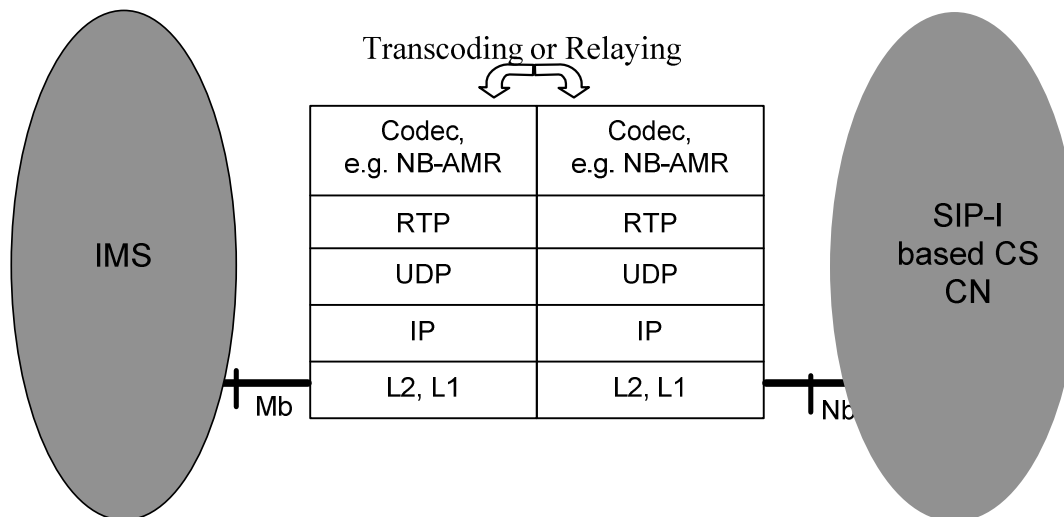 Transcoding or Relaying
IMS
Codec,
e.g. NB-AMR
Codec,
e.g. NB-AMR
RTP
RTP
UDP
UDP
IP
IP
L2, L1
L2, L1
Mb
Nb
SIP-I
based CS
CN